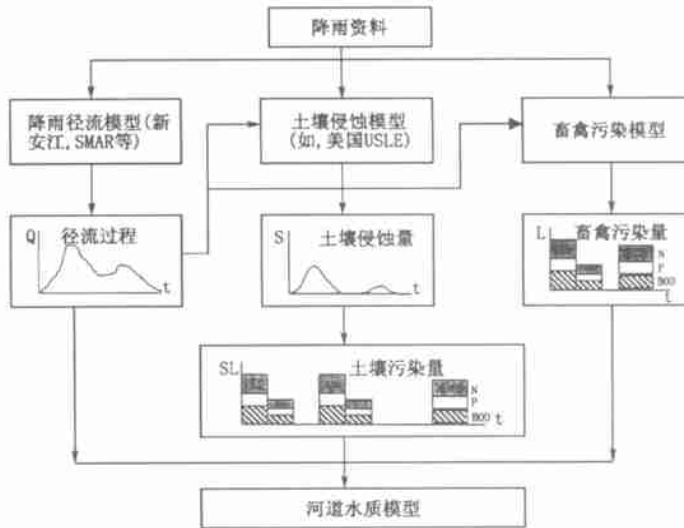 降雨资料
降雨径流模型(新
安江,SMAR等)
土壤侵蚀模型
(如,美国USLE)
畜禽污染模型
Q 径流过程
t
S 土壤侵蚀量
t
L 畜禽污染量
N
P
t
SL 土壤污染量
N
P
t
河道水质模型